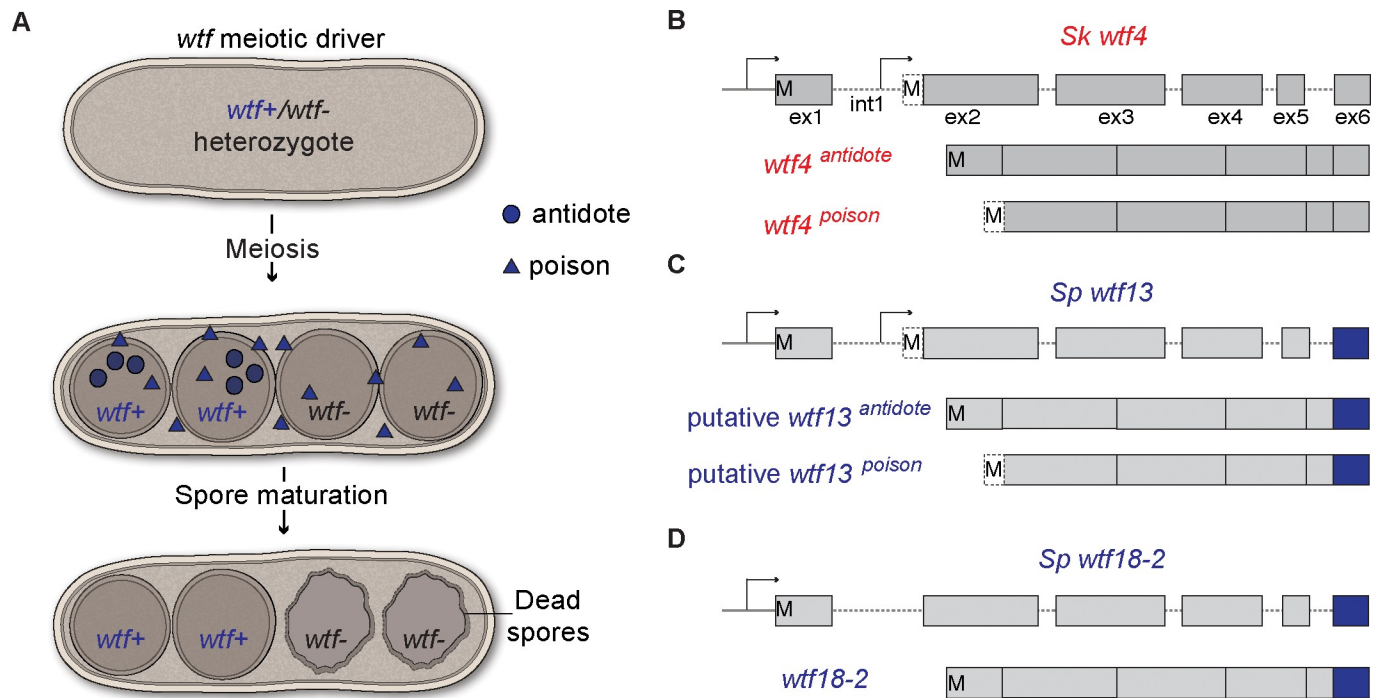 A
wtf meiotic driver
wtf+/wtf-
heterozygote
Meiosis
antidote
poison
wtf+
wtf+
wtf-
wtf-
Spore maturation
wtf+
wtf+
wtf-
wtf-
Dead
spores
B
Sk wtf4
M
M
ex1
int1
ex2
ex3
ex4
ex5
ex6
wtf4 antidote
M
wtf4 poison
M
C
Sp wtf13
M
M
putative wtf13 antidote
M
putative wtf13 poison
M
D
Sp wtf18-2
M
wtf18-2
M